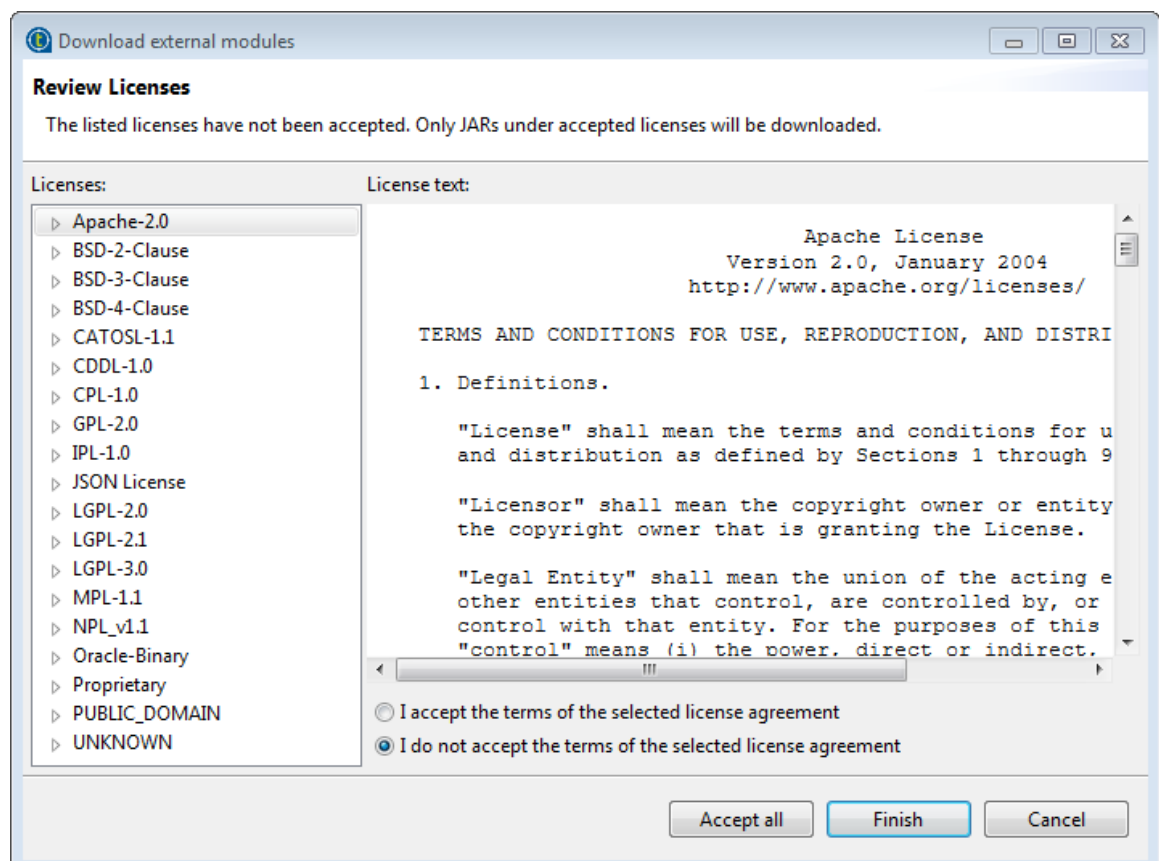 Download external modules
Review Licenses
The listed licenses have not been accepted. Only JARs under accepted licenses will be downloaded.
Licenses:
Apache-2.0
BSD-2-Clause
BSD-3-Clause
BSD-4-Clause
CATOSL-1.1
CDDL-1.0
CPL-1.0
GPL-2.0
IPL-1.0
JSON License
LGPL-2.0
LGPL-2.1
LGPL-3.0
MPL-1.1
NPL_v1.1
Oracle-Binary
Proprietary
PUBLIC_DOMAIN
UNKNOWN
License text:
Apache License
Version 2.0, January 2004
http://www.apache.org/licenses/
TERMS AND CONDITIONS FOR USE, REPRODUCTION, AND DISTRI
1. Definitions.
"License" shall mean the terms and conditions for u
and distribution as defined by Sections 1 through 9
"Licensor" shall mean the copyright owner or entity
the copyright owner that is granting the License.
"Legal Entity" shall mean the union of the acting e
other entities that control, are controlled by, or
control with that entity. For the purposes of this
"control" means (i) the power, direct or indirect,
I accept the terms of the selected license agreement
I do not accept the terms of the selected license agreement
Accept all
Finish
Cancel